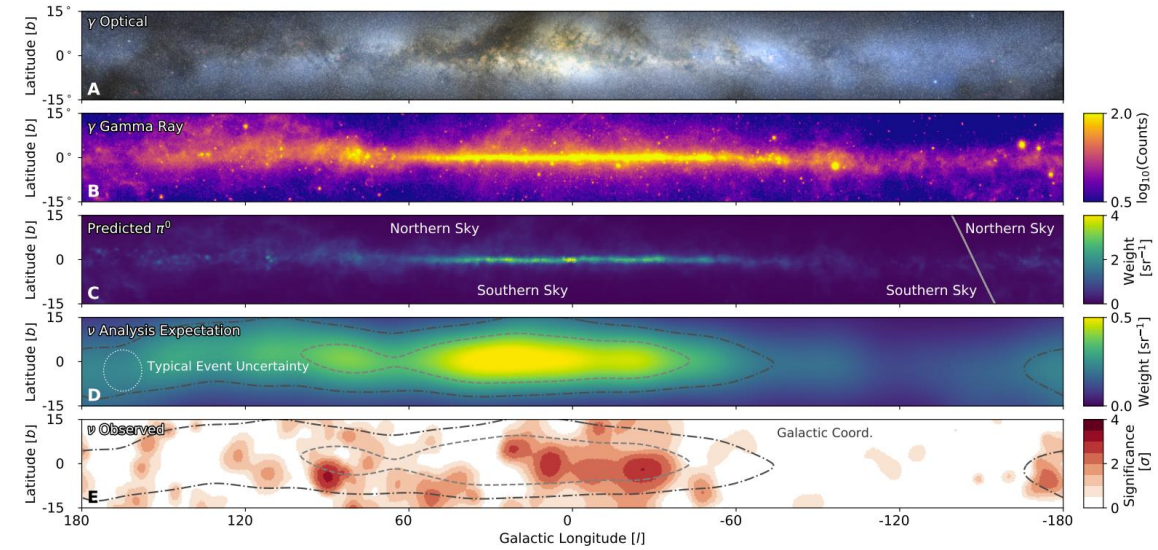 15°
γ Optical
Latitude [b]
0°
A
-15°
15°
γ Gamma Ray
Latitude [b]
0°
B
-15°
2.0
0.5
log₁₀(Counts)
15
Predicted π⁰
Northern Sky
Northern Sky
Latitude [b]
0
Southern Sky
Southern Sky
C
-15
4
2
0
Weight
[sr⁻¹]
15
ν Analysis Expectation
Latitude [b]
0
Typical Event Uncertainty
D
-15
0.5
0.0
Weight [sr⁻¹]
15
ν Observed
Galactic Coord.
Latitude [b]
0
E
-15
4
2
0
Significance
[σ]
180 120 60 0 -60 -120 -180
Galactic Longitude [l]